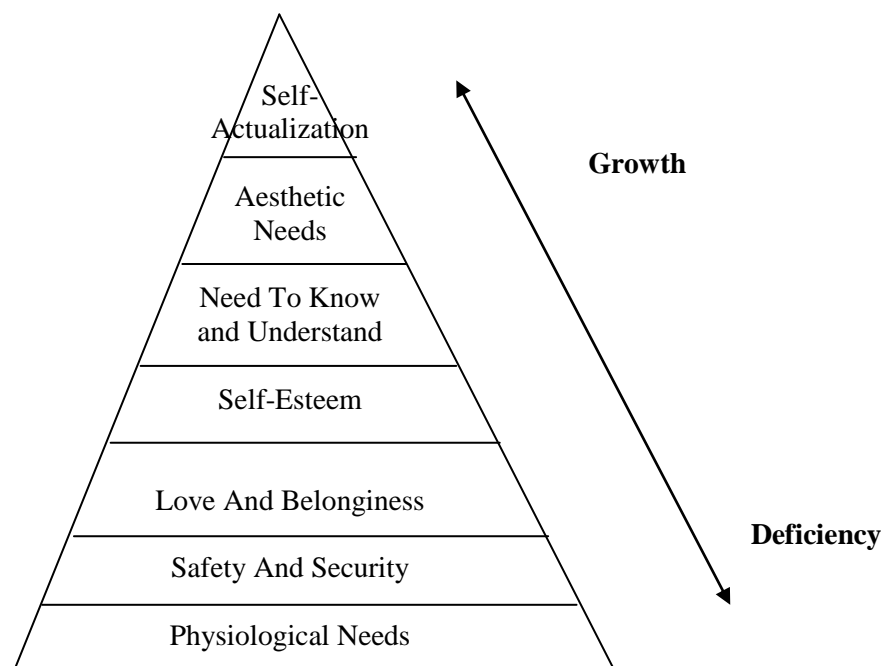 Self-
Actualization
Growth
Aesthetic
Needs
Need To Know
and Understand
Self-Esteem
Love And Belonginess
Deficiency
Safety And Security
Physiological Needs